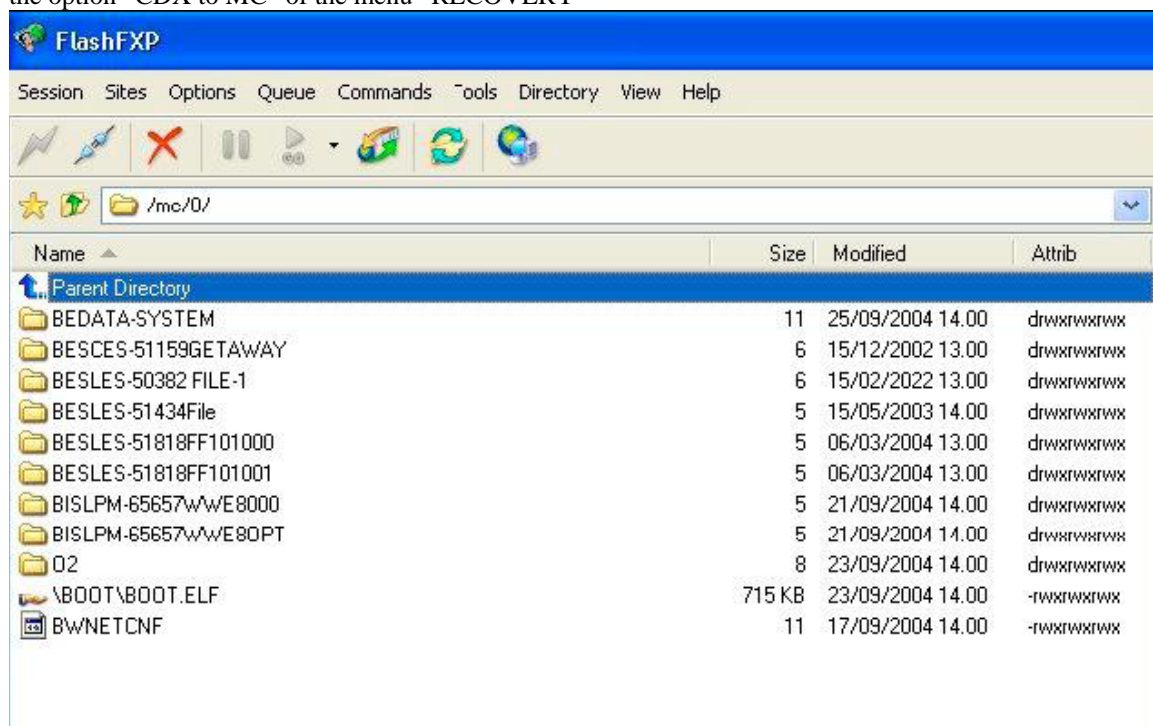 the option "CDX to MC" of the menu "RECOVERY"
FlashFXP
Session Sites Options Queue Commands Tools Directory View Help
/mc/0/
Name Size Modified Attrib
Parent Directory
BEDATA-SYSTEM 11 25/09/2004 14.00 drwxrwxrwx
BESCES-51159GETAWAY 6 15/12/2002 13.00 drwxrwxrwx
BESLES-50382 FILE-1 6 15/02/2022 13.00 drwxrwxrwx
BESLES-51434File 5 15/05/2003 14.00 drwxrwxrwx
BESLES-51818FF101000 5 06/03/2004 13.00 drwxrwxrwx
BESLES-51818FF101001 5 06/03/2004 13.00 drwxrwxrwx
BISLPM-65657WWE8000 5 21/09/2004 14.00 drwxrwxrwx
BISLPM-65657WWE8OPT 5 21/09/2004 14.00 drwxrwxrwx
O2 8 23/09/2004 14.00 drwxrwxrwx
\BOOT\BOOT.ELF 715 KB 23/09/2004 14.00 -rwxrwxrwx
BWNETCNF 11 17/09/2004 14.00 -rwxrwxrwx